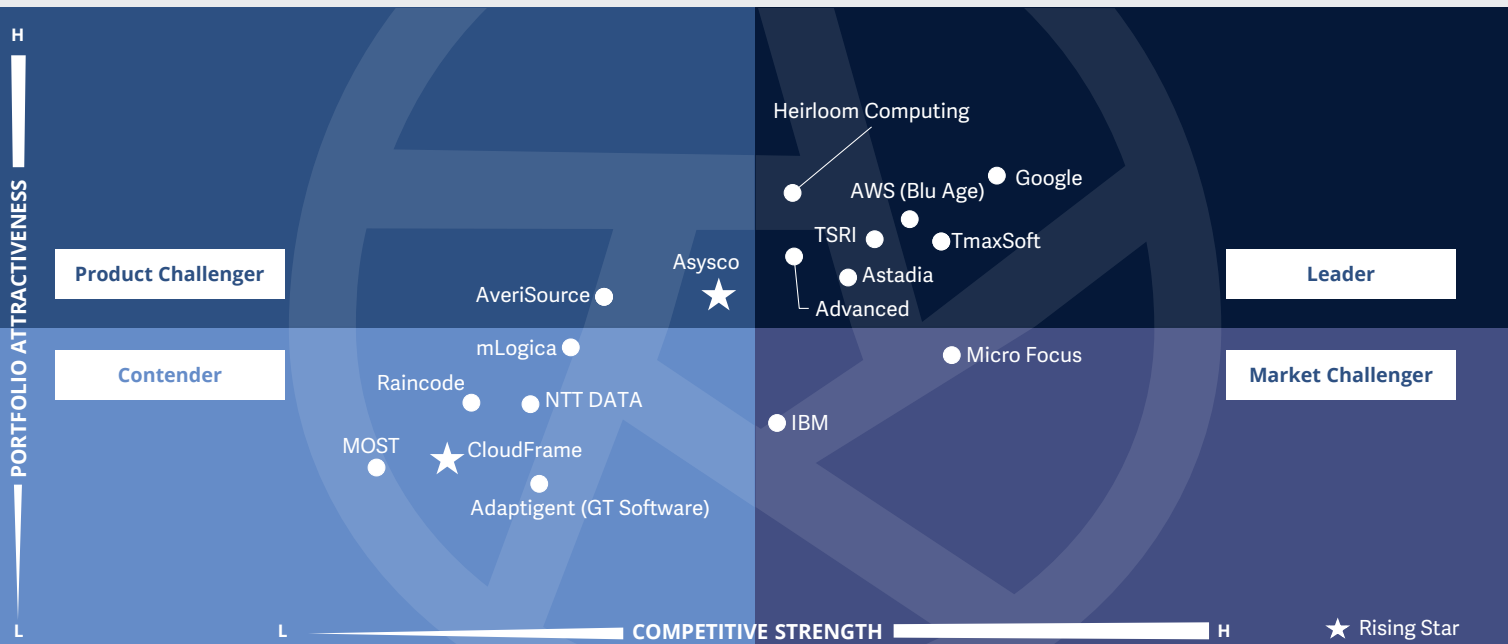 H
PORTFOLIO ATTRACTIVENESS
L
Heirloom Computing
Google
AWS (Blu Age)
TSRI
TmaxSoft
Asysco
Astadia
Product Challenger
Leader
AveriSource
Advanced
mLogica
Micro Focus
Contender
Market Challenger
Raincode
NTT DATA
IBM
MOST
CloudFrame
Adaptigent (GT Software)
L
COMPETITIVE STRENGTH
H
Rising Star